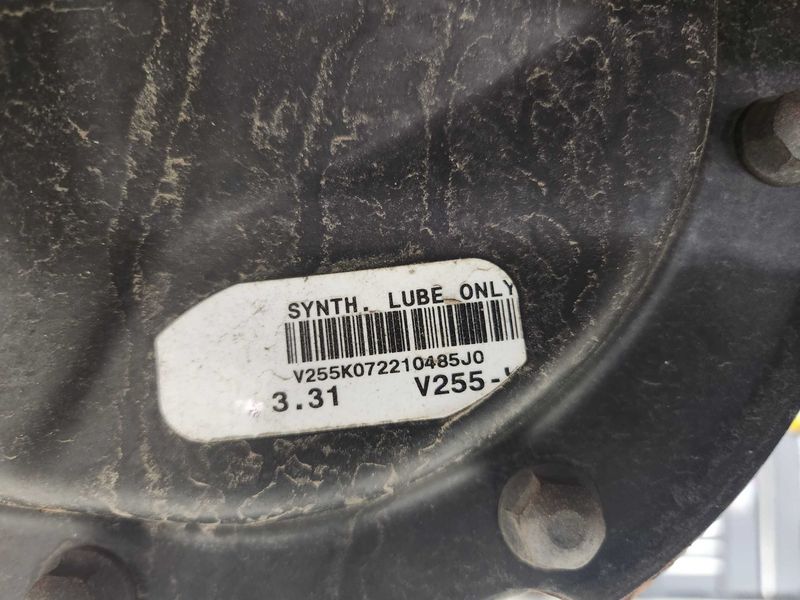 SYNTH. LUBE ONLY
V255K072210485J0
3.31 V255-